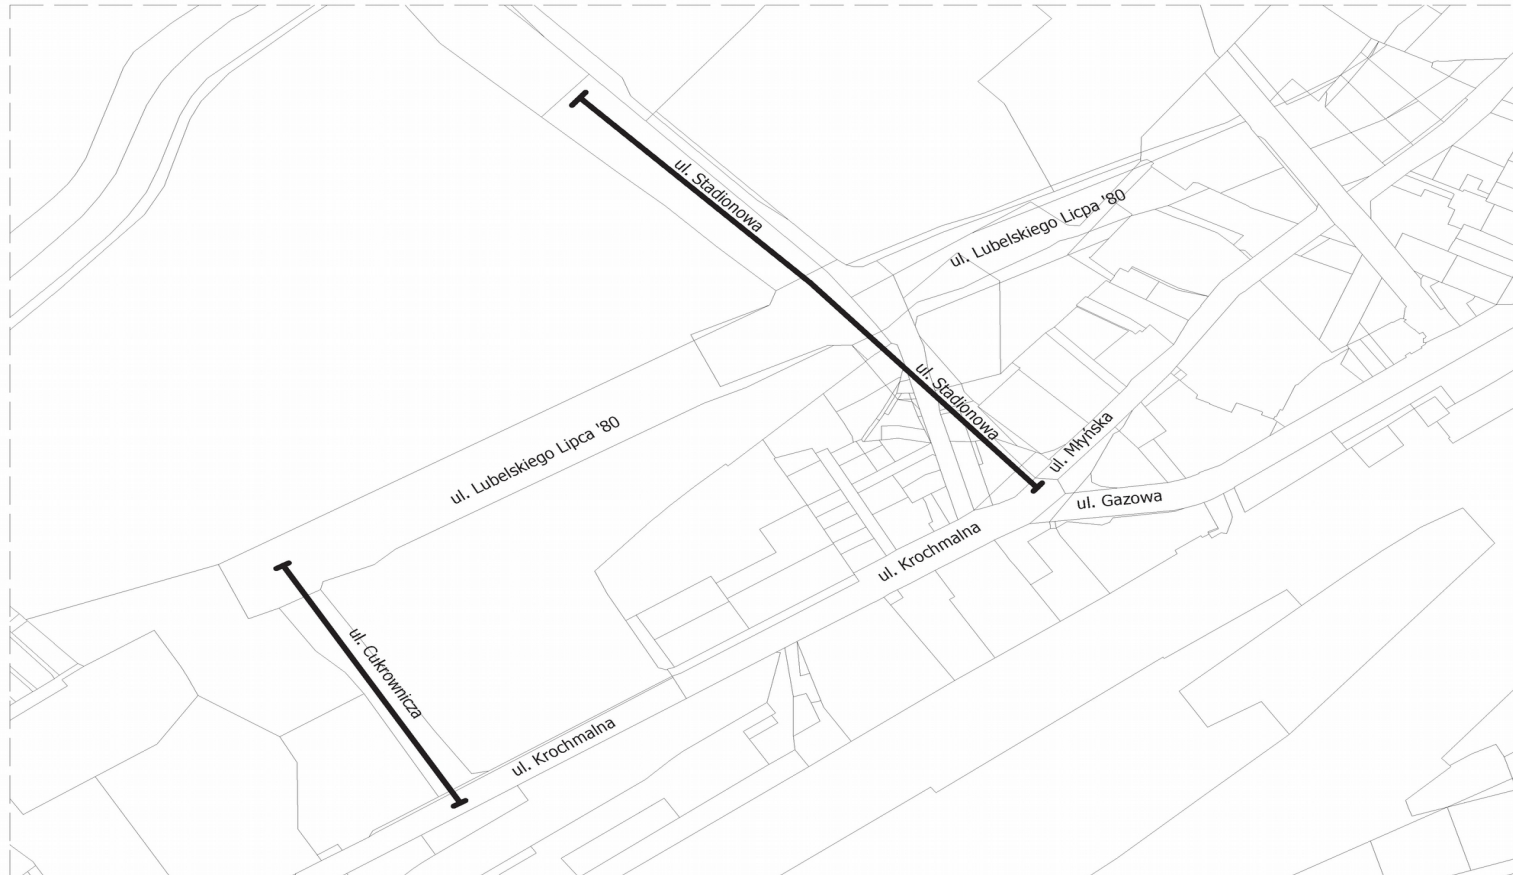 ul. Stadionowa
ul. Lubelskiego Licpa '80
ul. Stadionowa
ul. Młyńska
ul. Lubelskiego Lipca '80
ul. Gazowa
ul. Krochmalna
ul. Cukrownicza
ul. Krochmalna